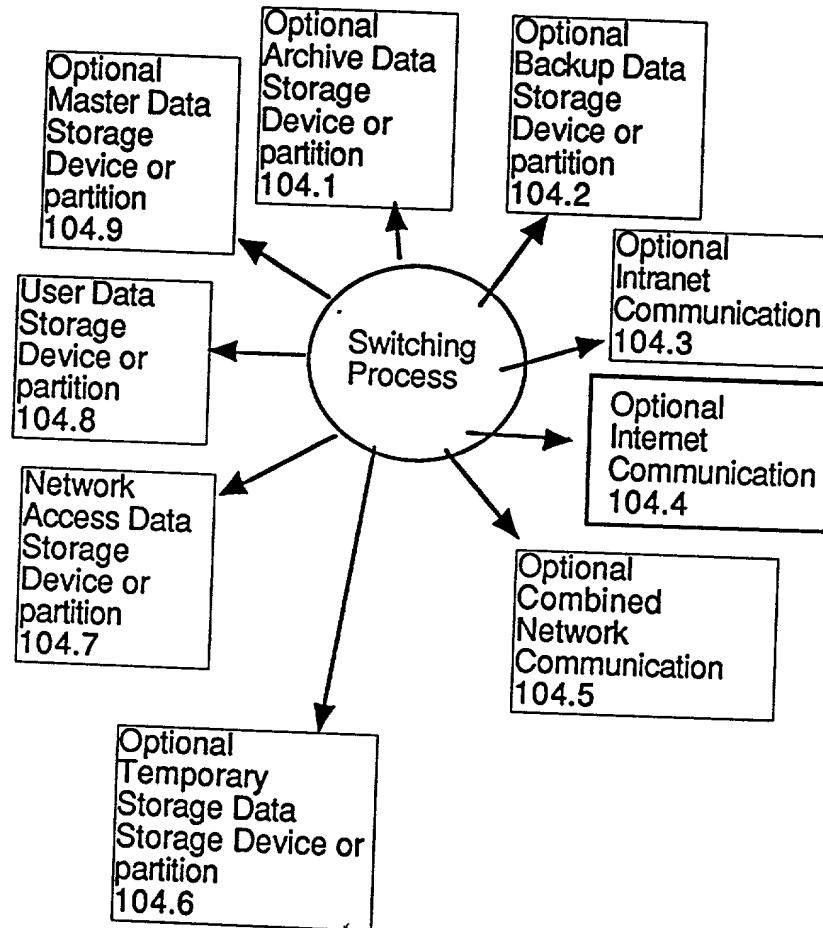 Optional
Archive Data
Storage
Device or
partition
104.1
Optional
Backup Data
Storage
Device or
partition
104.2
Optional
Master Data
Storage
Device or
partition
104.9
Optional
Intranet
Communication
104.3
User Data
Storage
Device or
partition
104.8
Switching
Process
Optional
Internet
Communication
104.4
Network
Access Data
Storage
Device or
partition
104.7
Optional
Combined
Network
Communication
104.5
Optional
Temporary
Storage Data
Storage Device or
partition
104.6